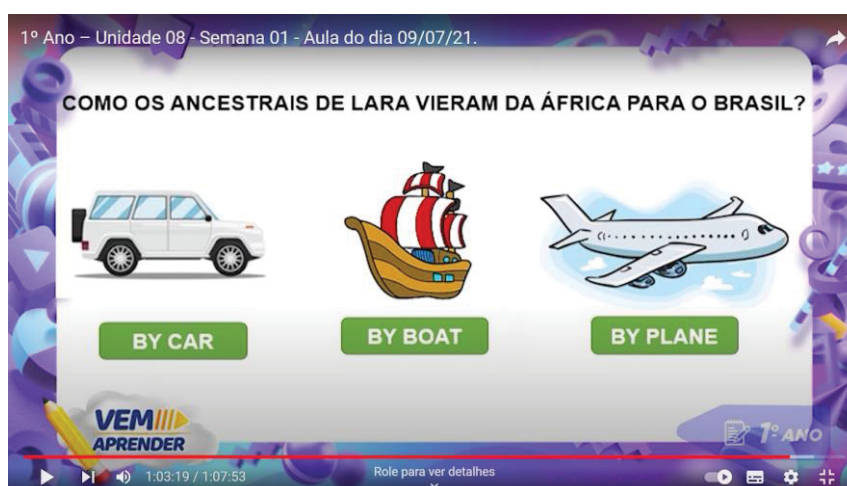 1º Ano – Unidade 08 - Semana 01 - Aula do dia 09/07/21.
COMO OS ANCESTRAIS DE LARA VIERAM DA ÁFRICA PARA O BRASIL?
BY CAR
BY BOAT
BY PLANE
VEM
APRENDER
1º ANO
1:03:19 / 1:07:53
Role para ver detalhes